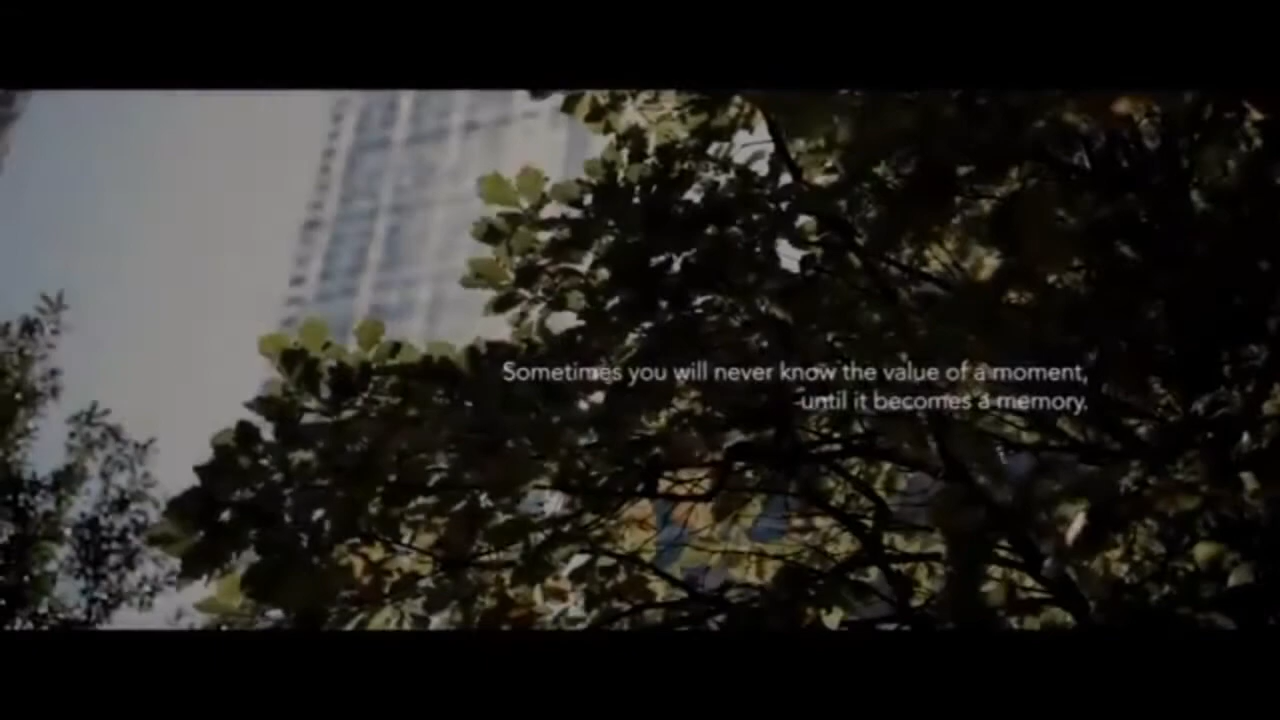 Sometimes you will never know the value of a moment,
until it becomes a memory.